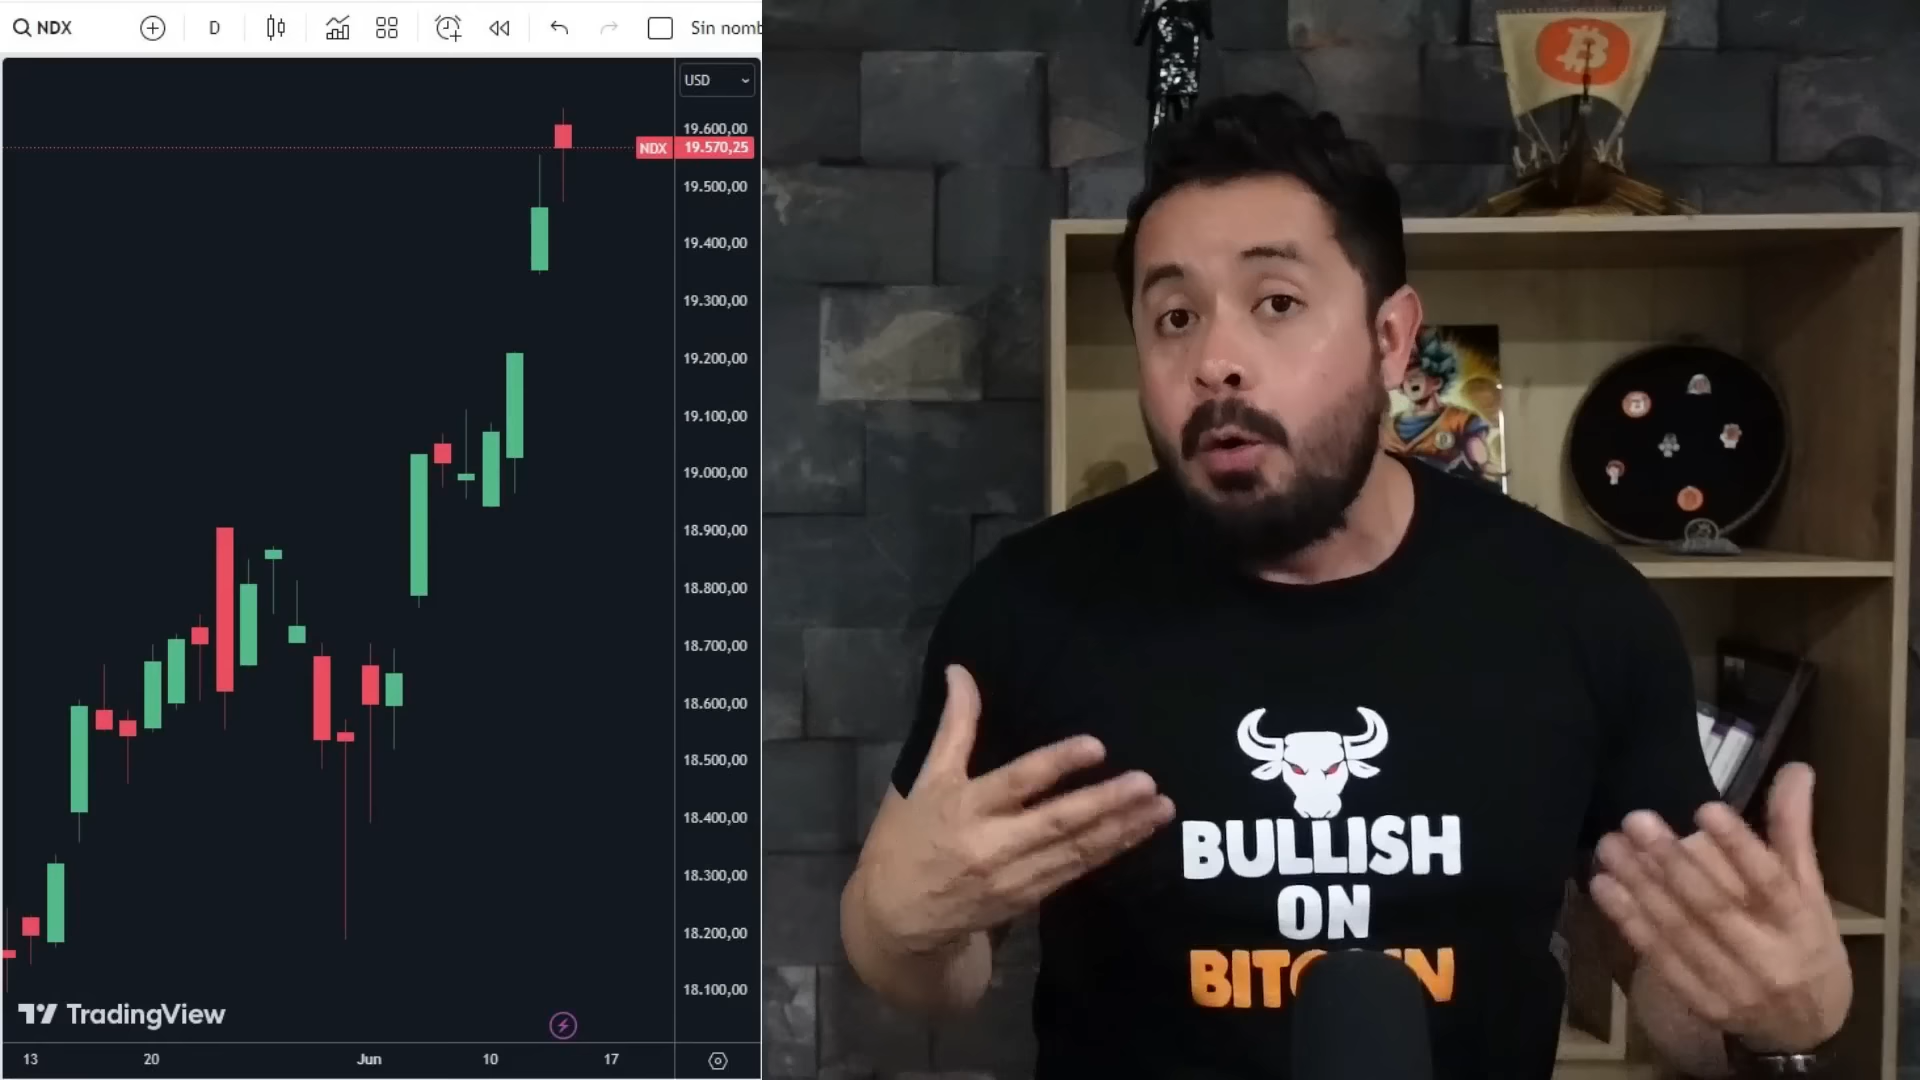 NDX D Sin nomb
USD
19.600,00
NDX 19.570,25
19.500,00
19.400,00
19.300,00
19.200,00
19.100,00
19.000,00
18.900,00
18.800,00
18.700,00
18.600,00
18.500,00
18.400,00
18.300,00
18.200,00
18.100,00
TradingView
13 20 Jun 10 17
BULLISH
ON